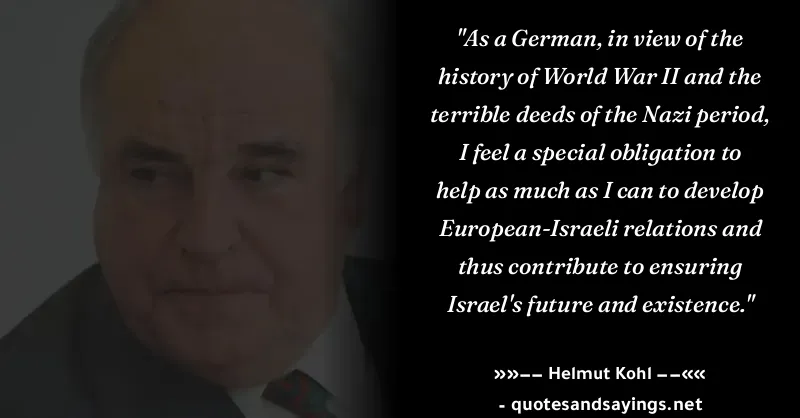 "As a German, in view of the
history of World War II and the
terrible deeds of the Nazi period,
I feel a special obligation to
help as much as I can to develop
European-Israeli relations and
thus contribute to ensuring
Israel's future and existence."
»»−− Helmut Kohl −−««
- quotesandsayings.net